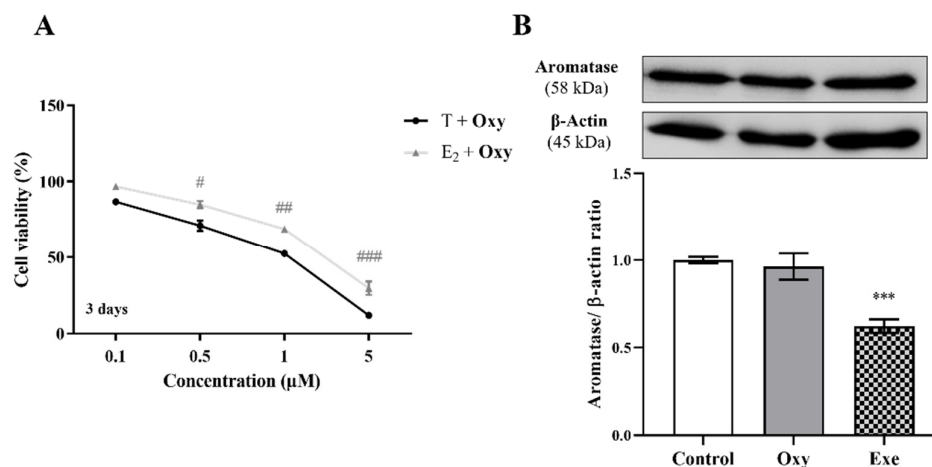 A
Cell viability (%)
150
100
50
0
T + Oxy
E2 + Oxy
#
##
###
3 days
0.1 0.5 1 5
Concentration (µM)
B
Aromatase
(58 kDa)
β-Actin
(45 kDa)
Aromatase/ β-actin ratio
1.5
1.0
0.5
0.0
***
Control Oxy Exe